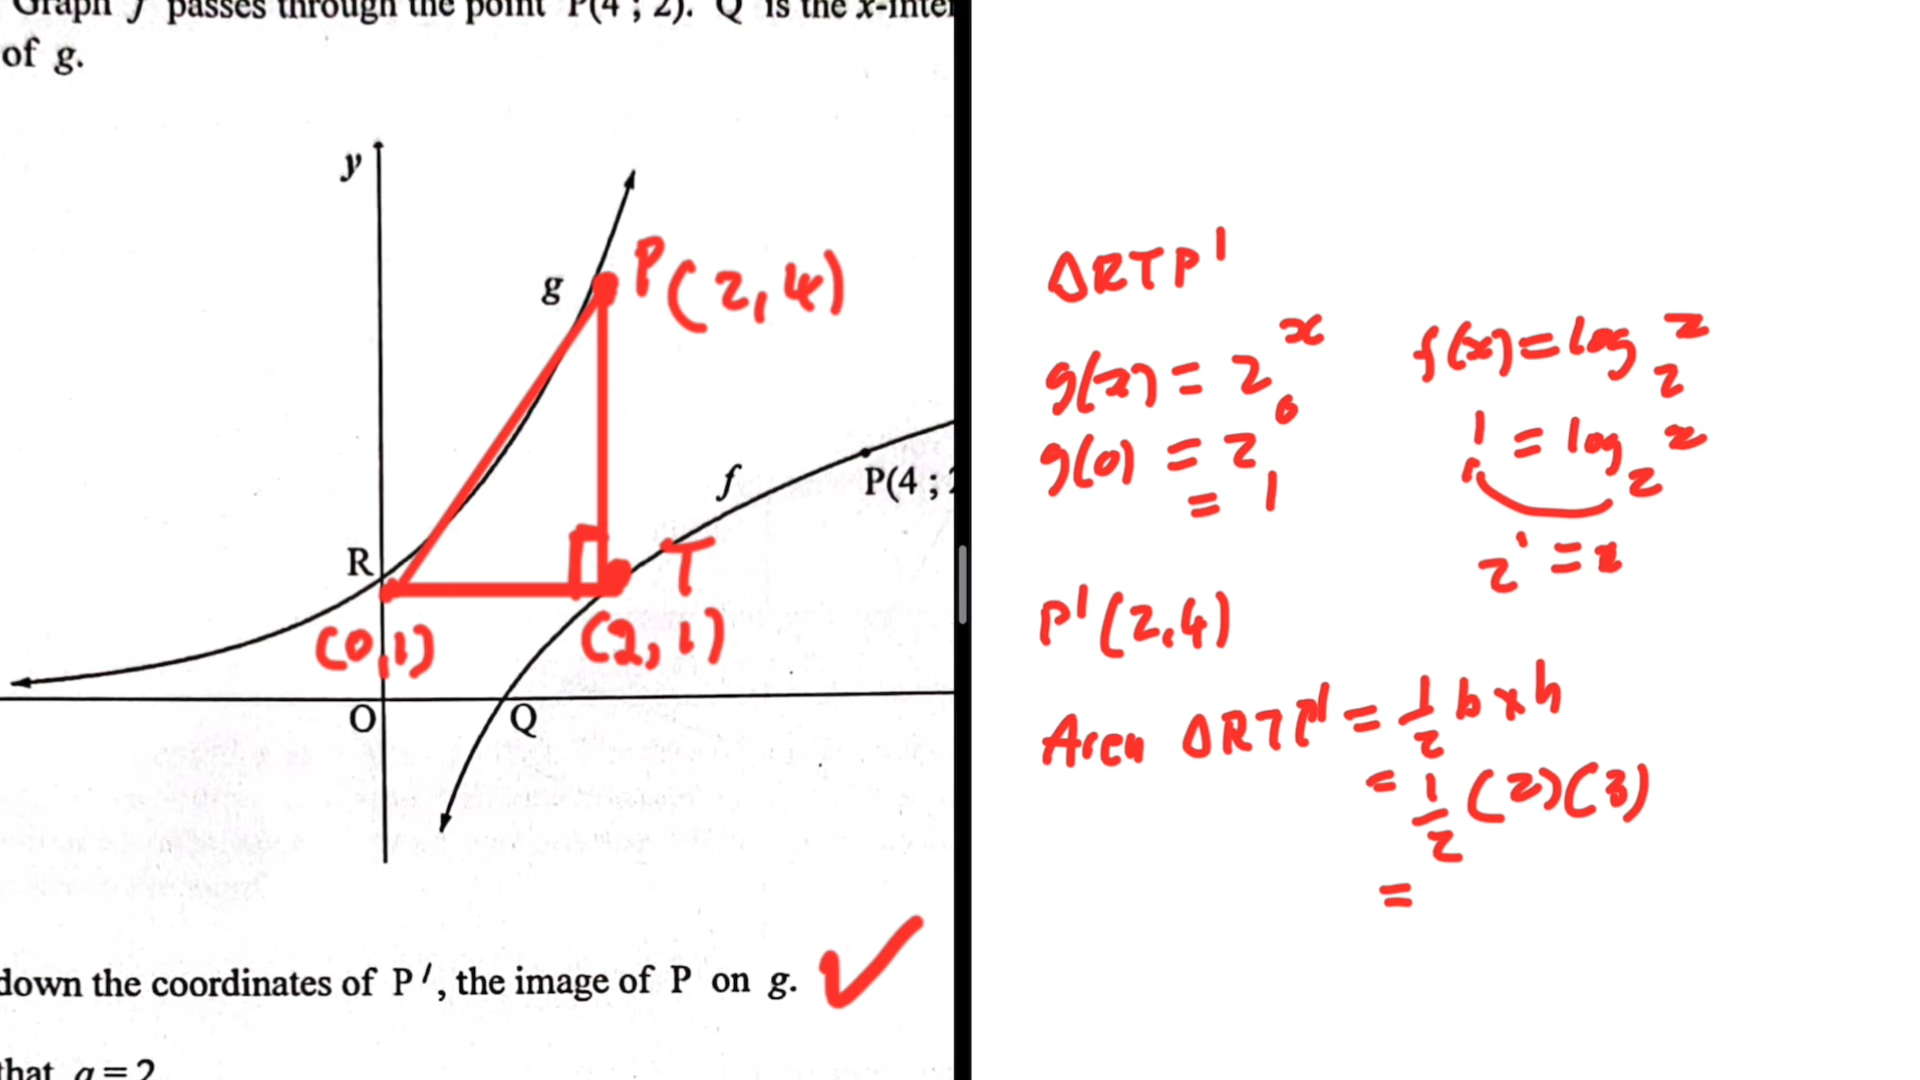 Graph f passes through the point P(4 ; 2). Q is the x-inte
of g.
y
g
P(2,4)
f
P(4 ;
R
T
(0,1)
(2,1)
O
Q
down the coordinates of P′, the image of P on g.
that a = 2
ΔRTP'
g(x) = 2^x
g(0) = 2^0
= 1
f(x) = log_2 x
1 = log_2 x
2^1 = x
P'(2,4)
Area ΔRTP' = 1/2 b x h
= 1/2 (2)(3)
=